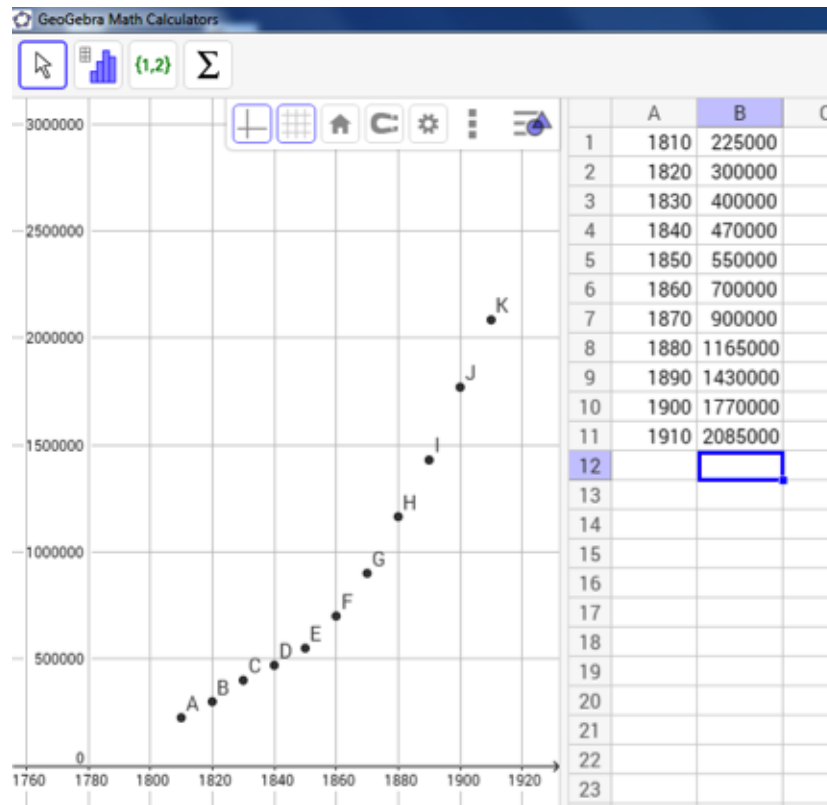 GeoGebra Math Calculators
{1,2} Σ
3000000
2500000
2000000
1500000
1000000
500000
0
1760 1780 1800 1820 1840 1860 1880 1900 1920
K
J
I
H
G
F
E
D
C
B
A
A B C
1 1810 225000
2 1820 300000
3 1830 400000
4 1840 470000
5 1850 550000
6 1860 700000
7 1870 900000
8 1880 1165000
9 1890 1430000
10 1900 1770000
11 1910 2085000
12
13
14
15
16
17
18
19
20
21
22
23